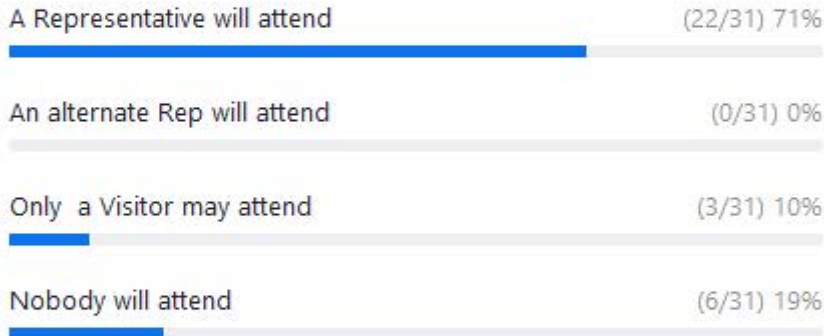 A Representative will attend (22/31) 71%
An alternate Rep will attend (0/31) 0%
Only  a Visitor may attend (3/31) 10%
Nobody will attend (6/31) 19%